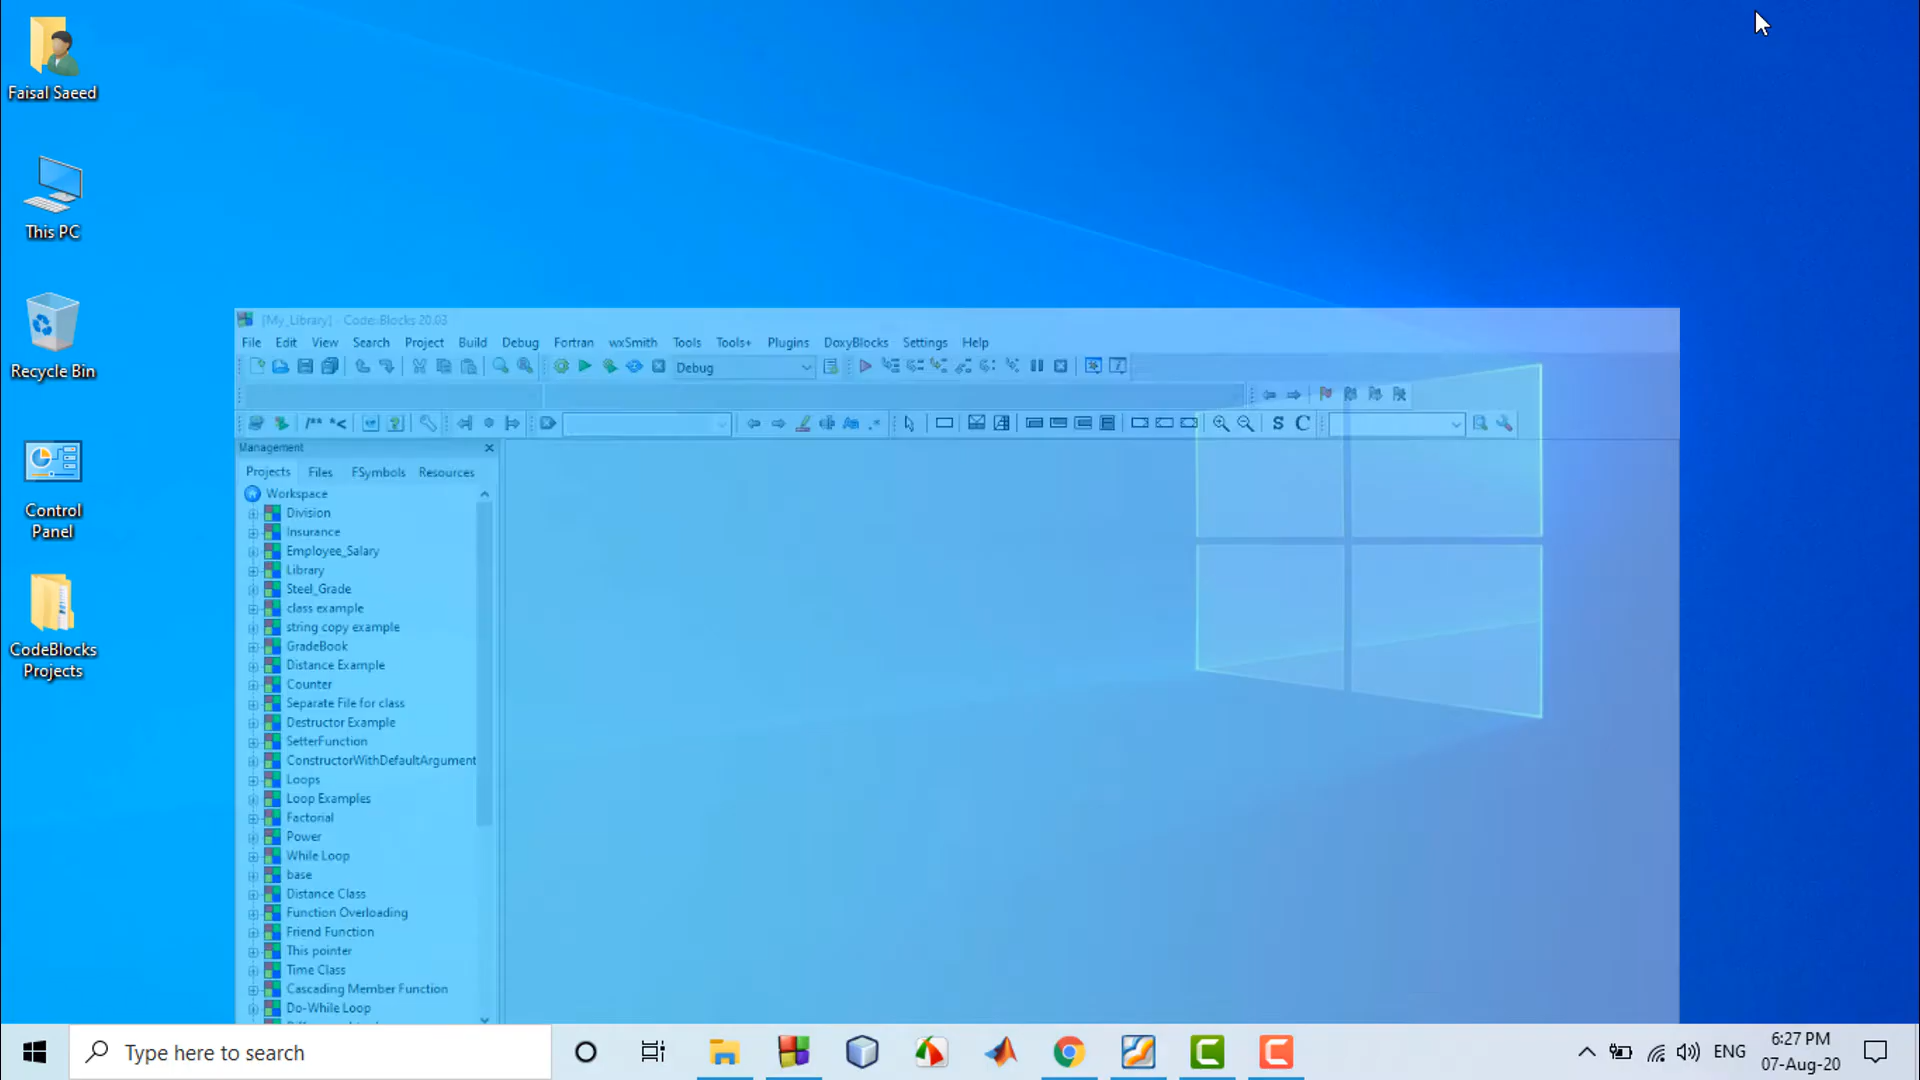 Faisal Saeed
This PC
Recycle Bin
Control
Panel
CodeBlocks
Projects
[My_Library] - Code::Blocks 20.03
File Edit View Search Project Build Debug Fortran wxSmith Tools Tools+ Plugins DoxyBlocks Settings Help
Debug
/** *<
S C
Management
Projects Files FSymbols Resources
Workspace
Division
Insurance
Employee_Salary
Library
Steel_Grade
class example
string copy example
GradeBook
Distance Example
Counter
Separate File for class
Destructor Example
SetterFunction
ConstructorWithDefaultArgument
Loops
Loop Examples
Factorial
Power
While Loop
base
Distance Class
Function Overloading
Friend Function
This pointer
Time Class
Cascading Member Function
Do-While Loop
Type here to search
ENG
6:27 PM
07-Aug-20